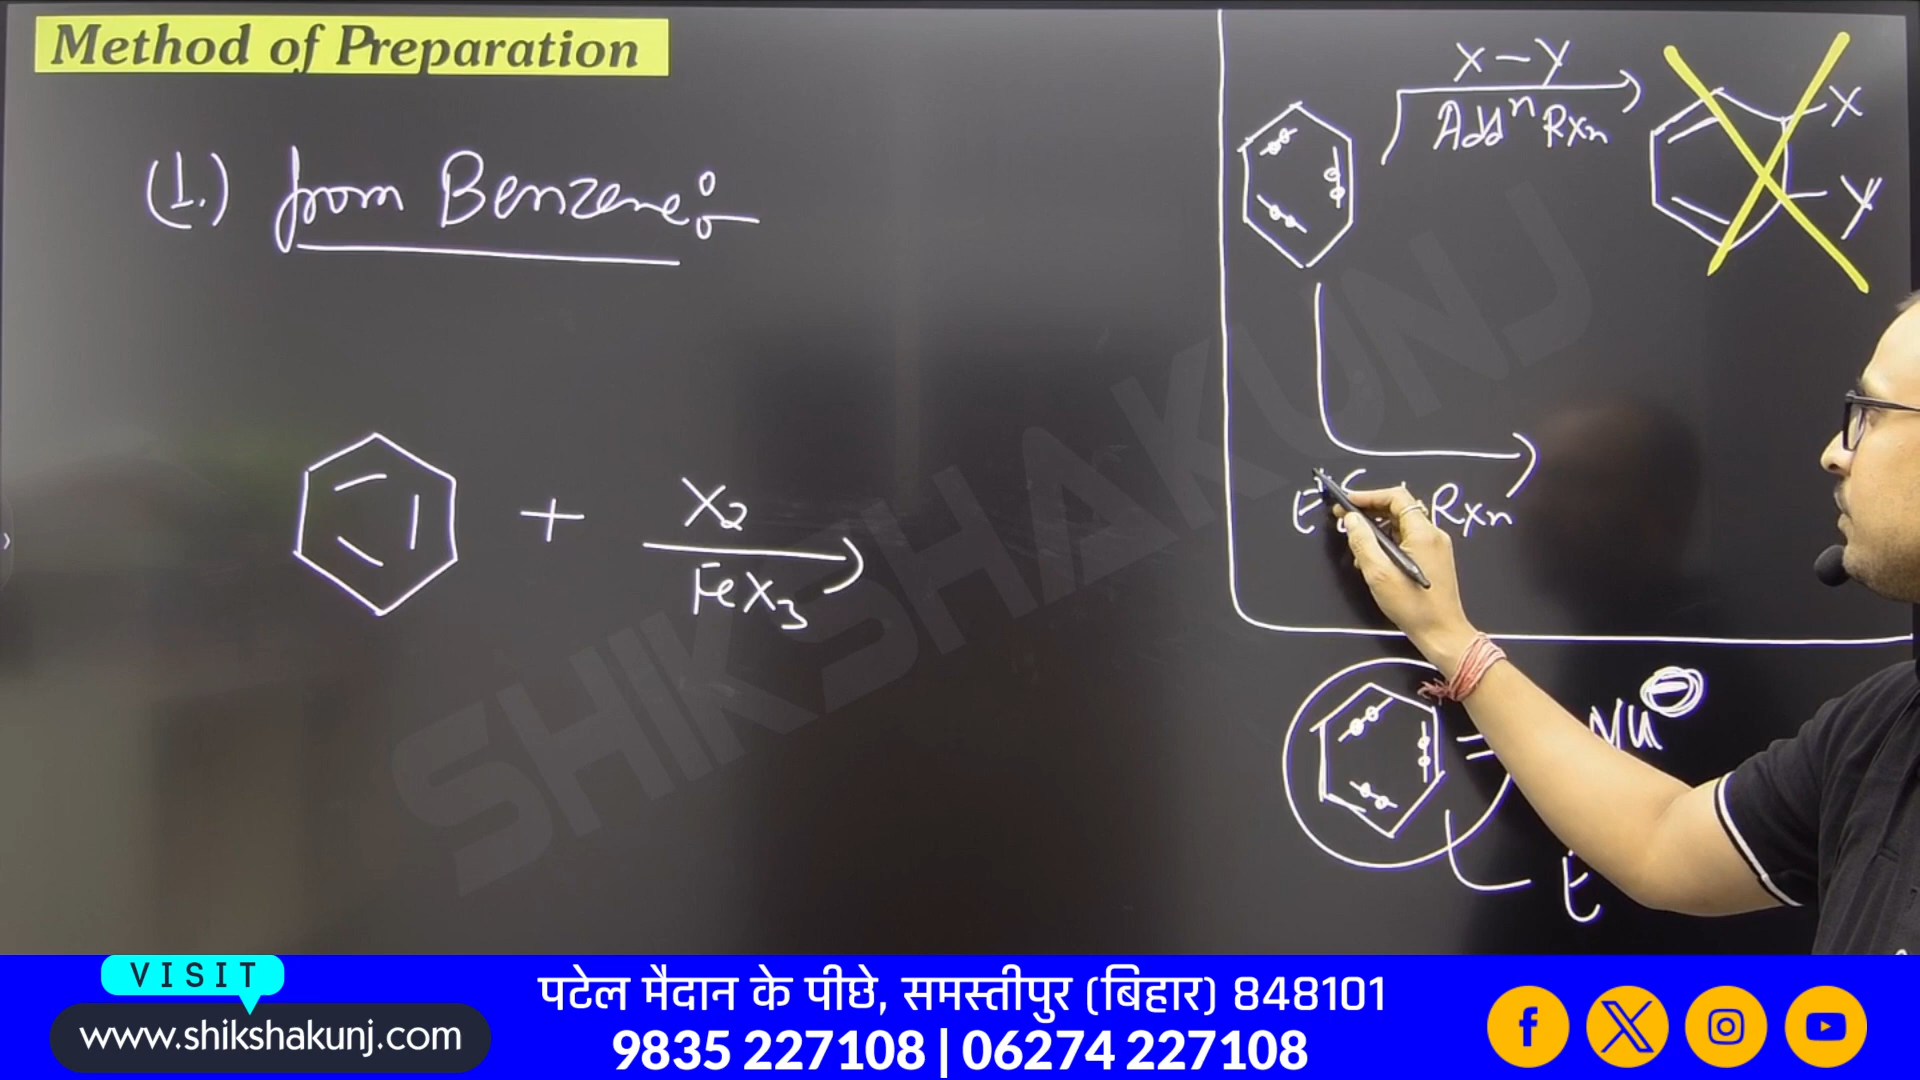 Method of Preparation
(1.) from Benzene:-
+ X2
FeX3
X-Y
Addn Rxn
X
Y
Rxn
Nu⊖
E
SHIKSHAKUNJ
VISIT
www.shikshakunj.com
पटेल मैदान के पीछे, समस्तीपुर (बिहार) 848101
9835 227108 | 06274 227108